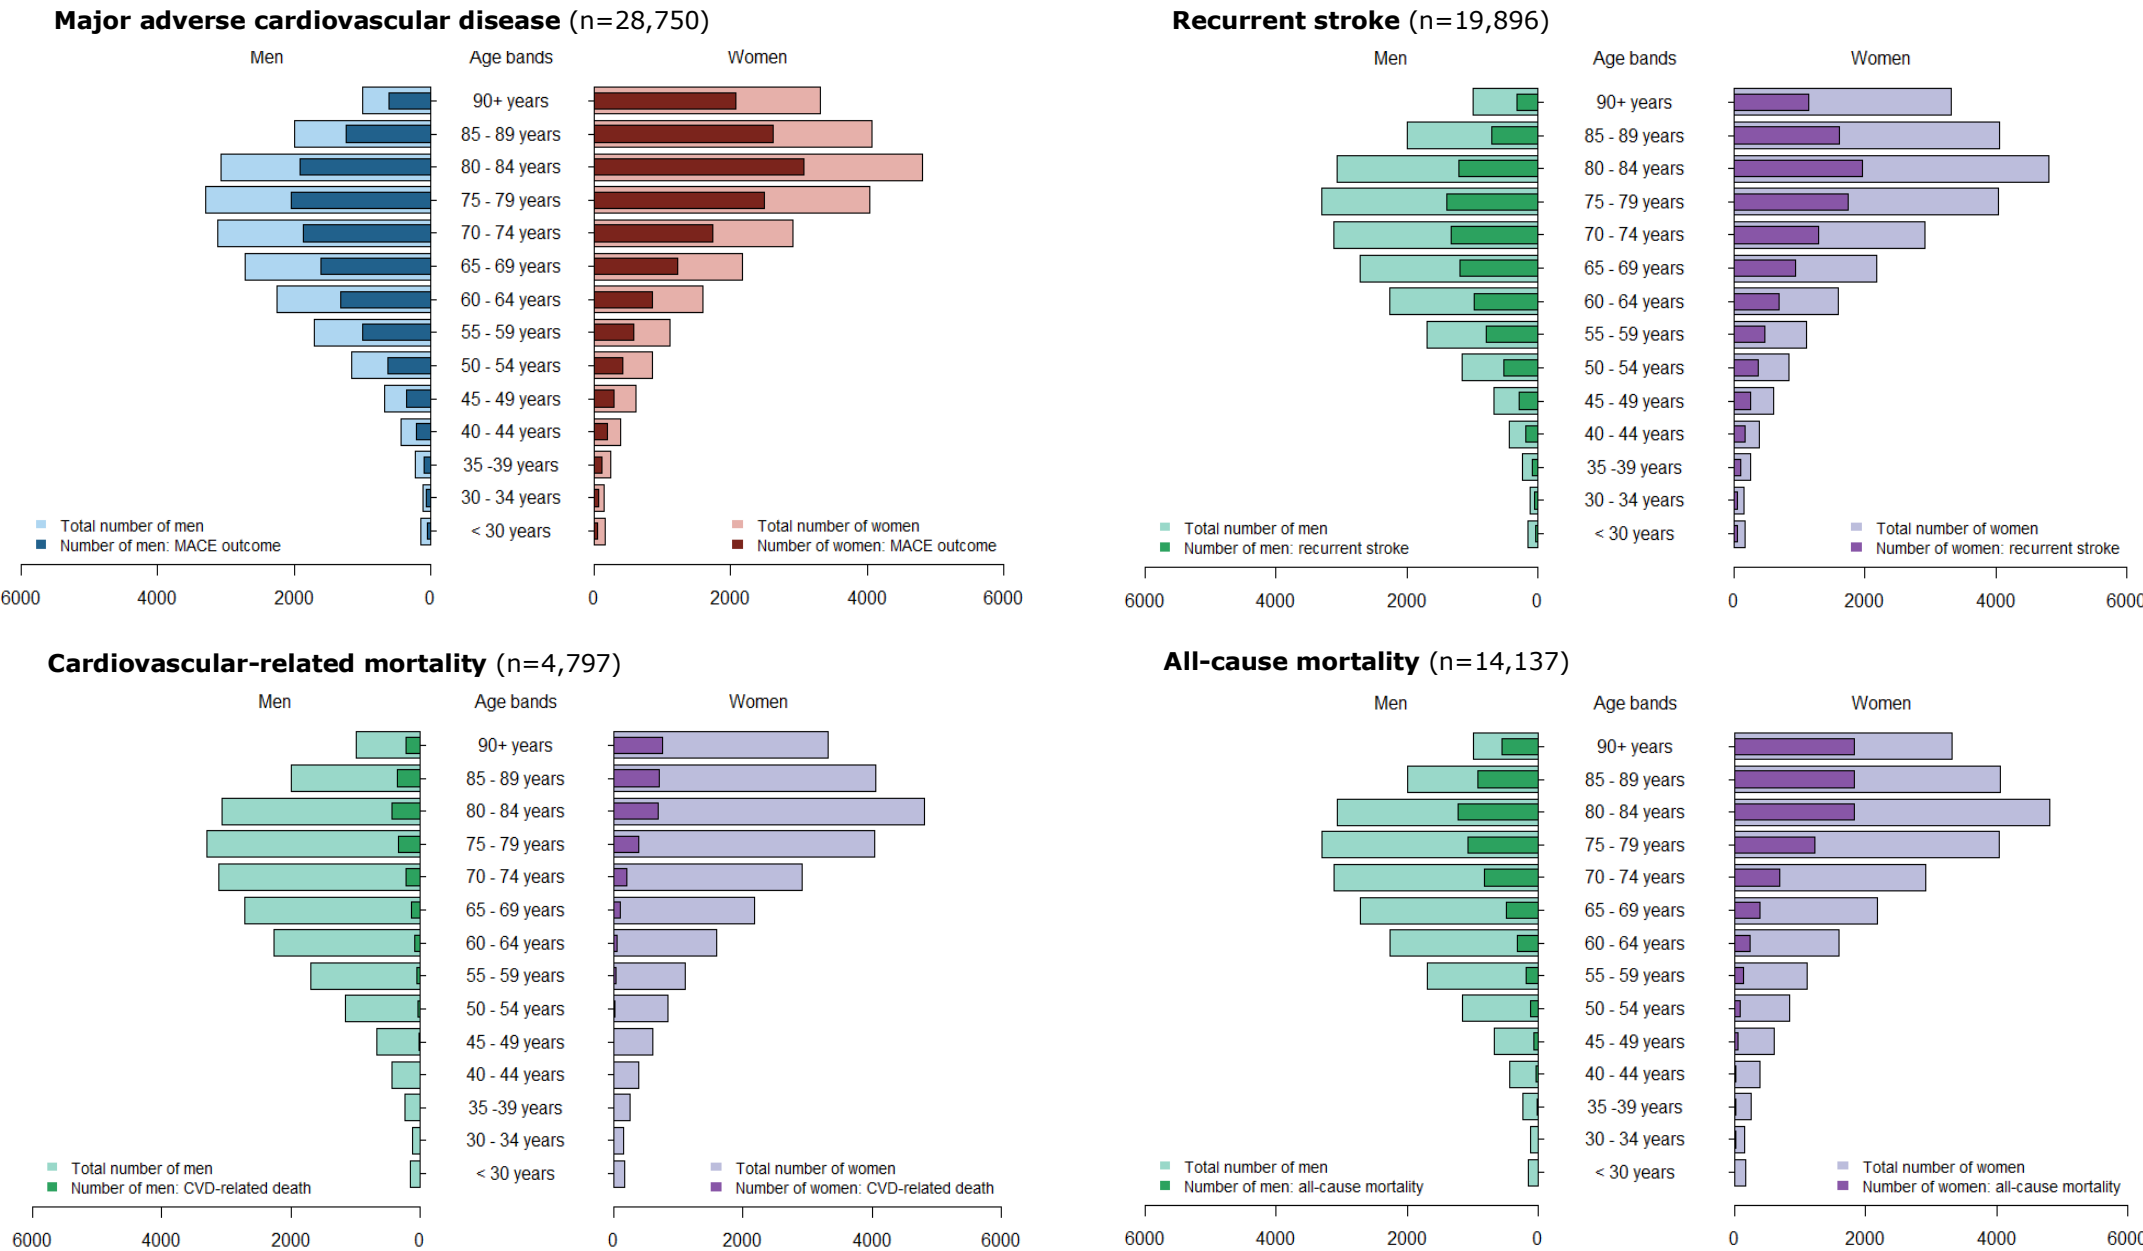 Major adverse cardiovascular disease (n=28,750)
Men Age bands Women
90+ years
85 - 89 years
80 - 84 years
75 - 79 years
70 - 74 years
65 - 69 years
60 - 64 years
55 - 59 years
50 - 54 years
45 - 49 years
40 - 44 years
35 -39 years
30 - 34 years
< 30 years
Total number of men
Number of men: MACE outcome
Total number of women
Number of women: MACE outcome
6000 4000 2000 0 0 2000 4000 6000
Recurrent stroke (n=19,896)
Men Age bands Women
90+ years
85 - 89 years
80 - 84 years
75 - 79 years
70 - 74 years
65 - 69 years
60 - 64 years
55 - 59 years
50 - 54 years
45 - 49 years
40 - 44 years
35 -39 years
30 - 34 years
< 30 years
Total number of men
Number of men: recurrent stroke
Total number of women
Number of women: recurrent stroke
6000 4000 2000 0 0 2000 4000 6000
Cardiovascular-related mortality (n=4,797)
Men Age bands Women
90+ years
85 - 89 years
80 - 84 years
75 - 79 years
70 - 74 years
65 - 69 years
60 - 64 years
55 - 59 years
50 - 54 years
45 - 49 years
40 - 44 years
35 -39 years
30 - 34 years
< 30 years
Total number of men
Number of men: CVD-related death
Total number of women
Number of women: CVD-related death
6000 4000 2000 0 0 2000 4000 6000
All-cause mortality (n=14,137)
Men Age bands Women
90+ years
85 - 89 years
80 - 84 years
75 - 79 years
70 - 74 years
65 - 69 years
60 - 64 years
55 - 59 years
50 - 54 years
45 - 49 years
40 - 44 years
35 -39 years
30 - 34 years
< 30 years
Total number of men
Number of men: all-cause mortality
Total number of women
Number of women: all-cause mortality
6000 4000 2000 0 0 2000 4000 6000